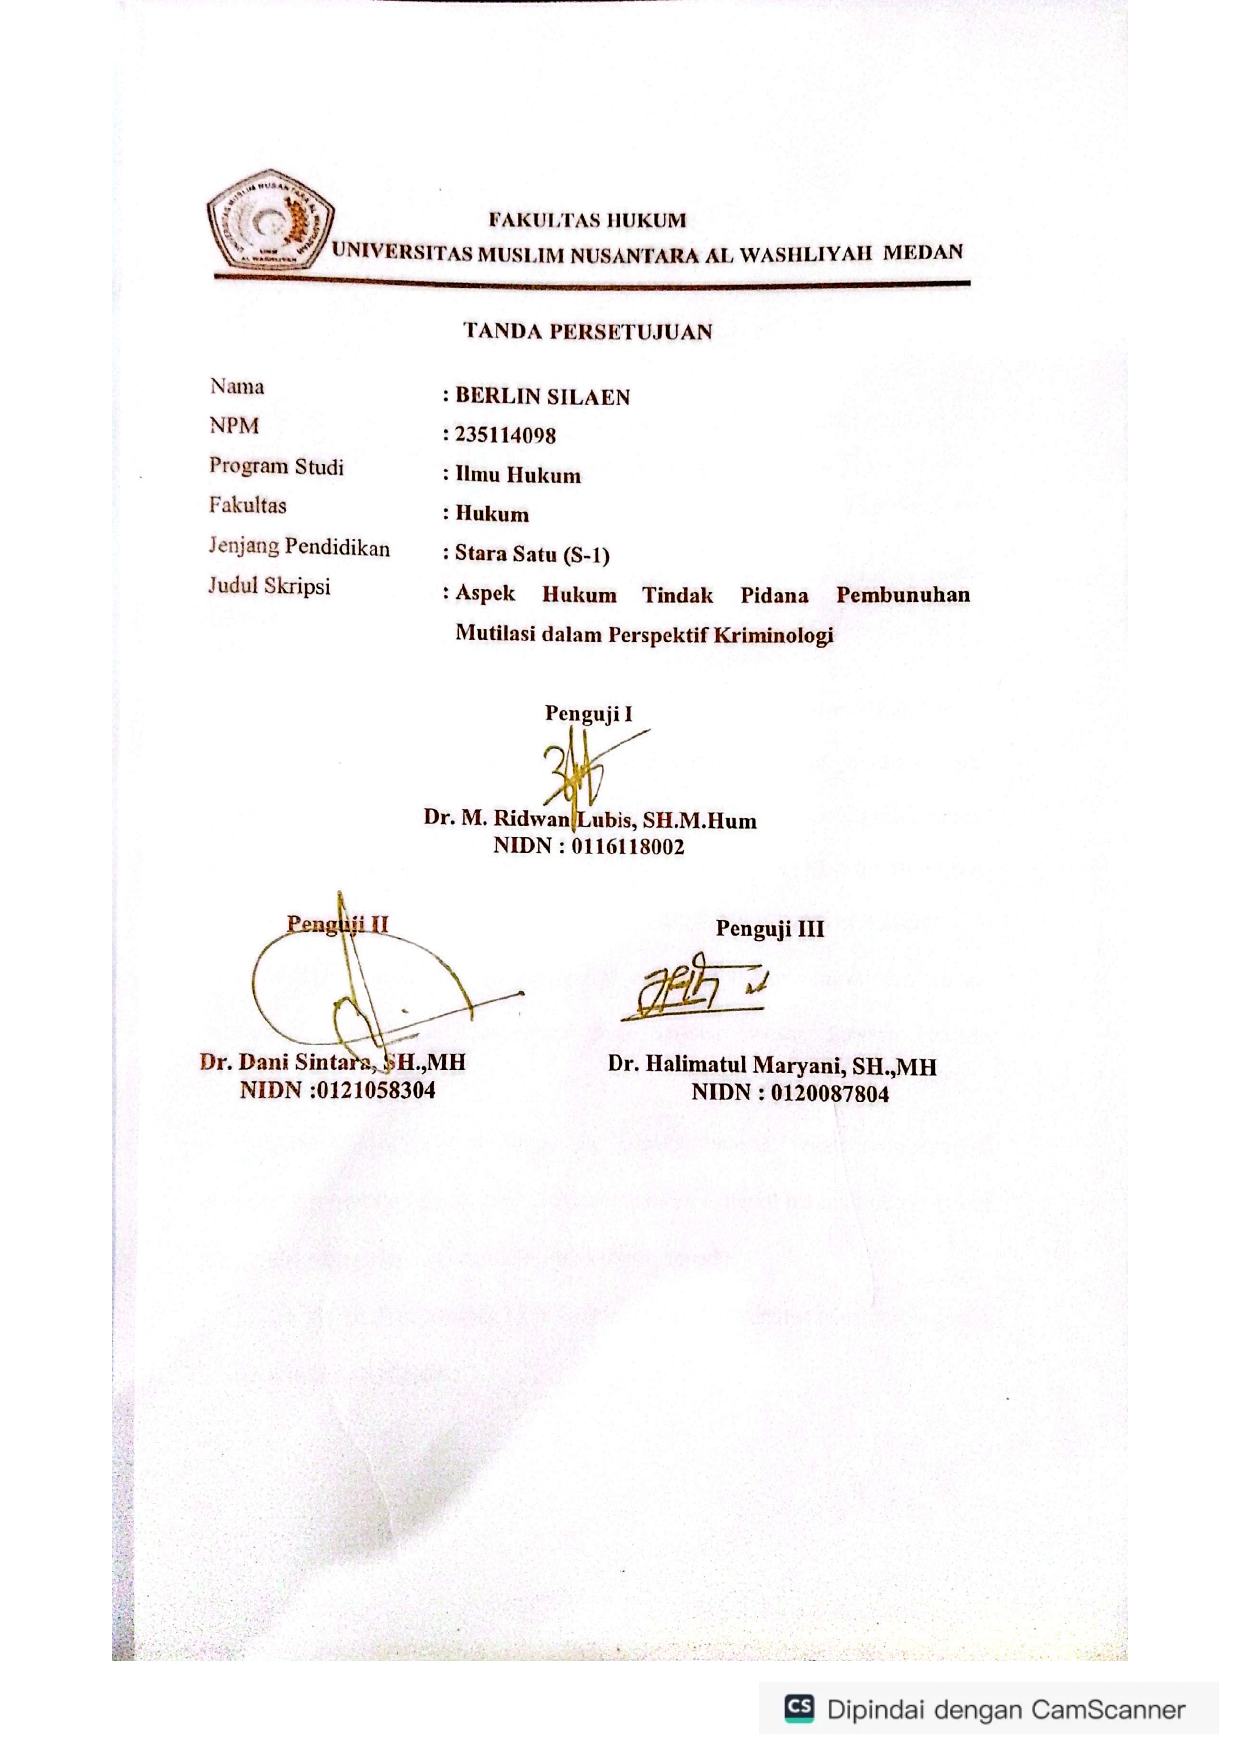 FAKULTAS HUKUM
UNIVERSITAS MUSLIM NUSANTARA AL WASHLIYAH MEDAN
TANDA PERSETUJUAN
Nama : BERLIN SILAEN
NPM : 235114098
Program Studi : Ilmu Hukum
Fakultas : Hukum
Jenjang Pendidikan : Stara Satu (S-1)
Judul Skripsi : Aspek Hukum Tindak Pidana Pembunuhan
Mutilasi dalam Perspektif Kriminologi
Penguji I
Dr. M. Ridwan Lubis, SH.M.Hum
NIDN : 0116118002
Penguji II
Dr. Dani Sintara, SH.,MH
NIDN :0121058304
Penguji III
Dr. Halimatul Maryani, SH.,MH
NIDN : 0120087804
CS Dipindai dengan CamScanner